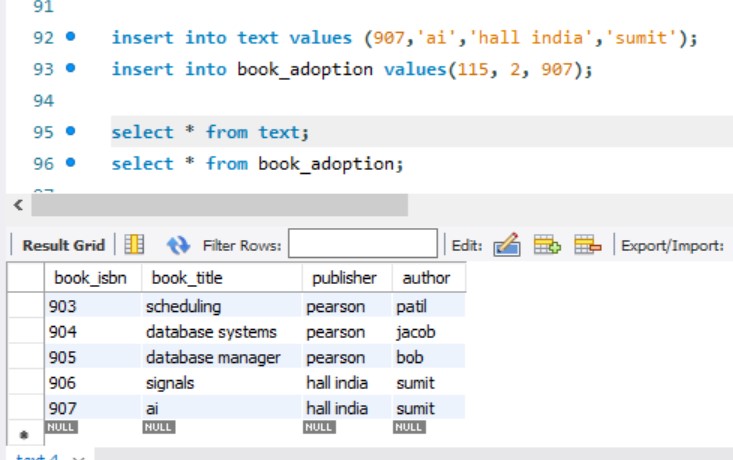 91
92 insert into text values (907,'ai','hall india','sumit');
93 insert into book_adoption values(115, 2, 907);
94
95 select * from text;
96 select * from book_adoption;
97
Result Grid Filter Rows: Edit: Export/Import:
book_isbn book_title publisher author
903 scheduling pearson patil
904 database systems pearson jacob
905 database manager pearson bob
906 signals hall india sumit
907 ai hall india sumit
NULL NULL NULL NULL